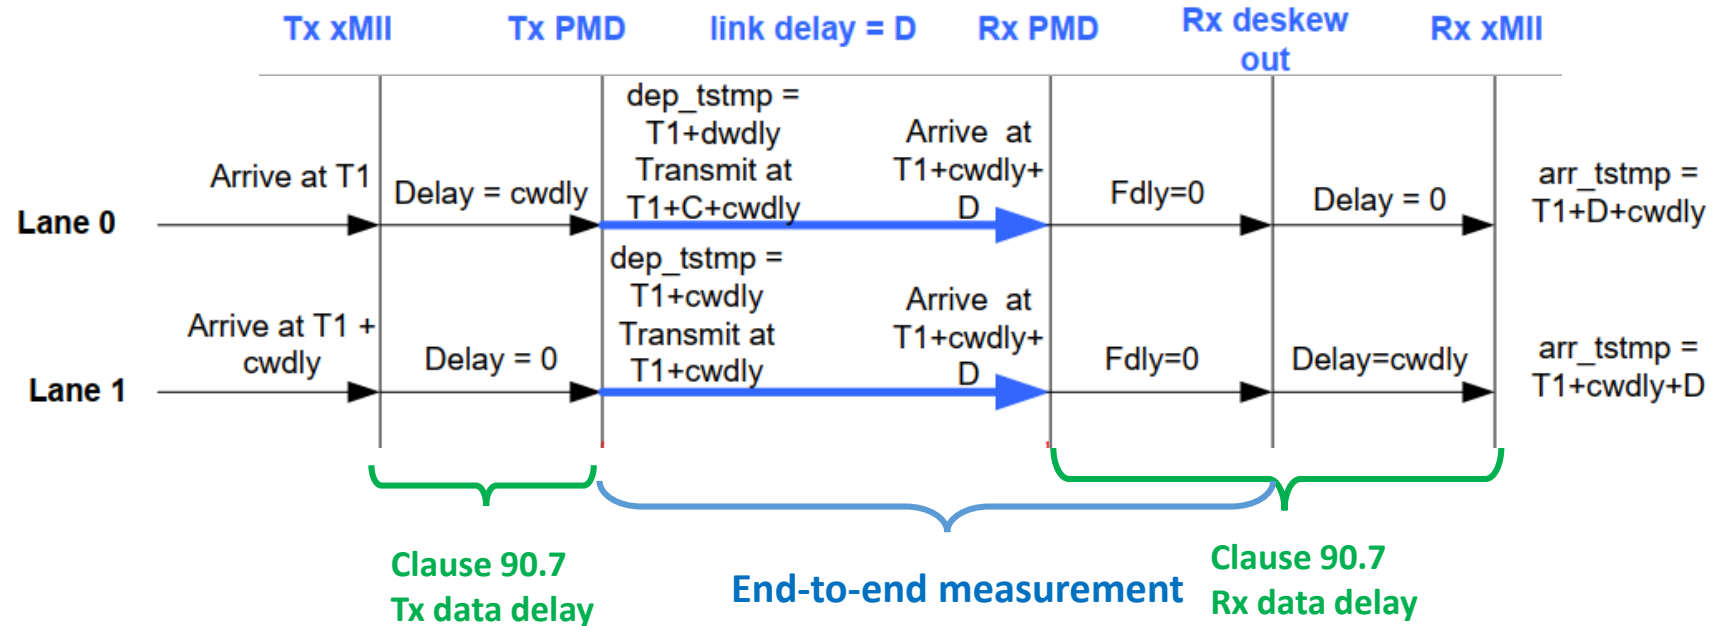 Tx xMII
Tx PMD
link delay = D
Rx PMD
Rx deskew
out
Rx xMII
Lane 0
Arrive at T1
Delay = cwdly
dep_tstmp =
T1+dwdly
Transmit at
T1+C+cwdly
Arrive at
T1+cwdly+
D
Fdly=0
Delay = 0
arr_tstmp =
T1+D+cwdly
Lane 1
Arrive at T1 +
cwdly
Delay = 0
dep_tstmp =
T1+cwdly
Transmit at
T1+cwdly
Arrive at
T1+cwdly+
D
Fdly=0
Delay=cwdly
arr_tstmp =
T1+cwdly+D
Clause 90.7
Tx data delay
End-to-end measurement
Clause 90.7
Rx data delay